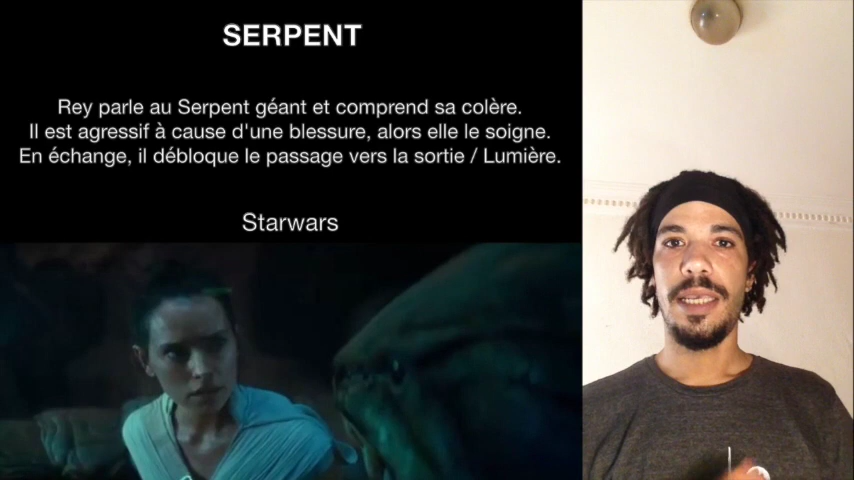 SERPENT
Rey parle au Serpent géant et comprend sa colère.
Il est agressif à cause d'une blessure, alors elle le soigne.
En échange, il débloque le passage vers la sortie / Lumière.
Starwars